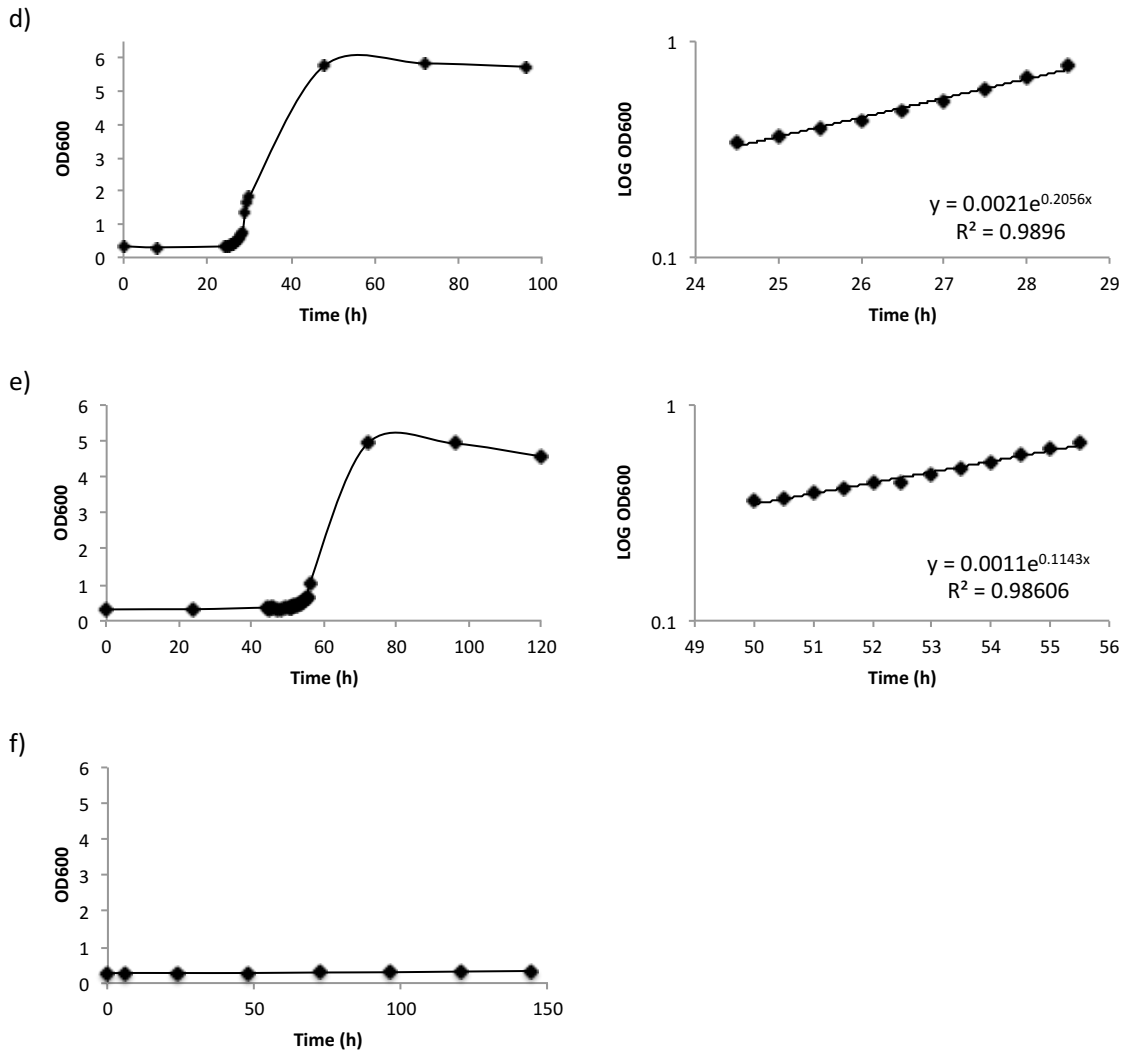 d)
OD600
6
5
4
3
2
1
0
0 20 40 60 80 100
Time (h)
LOG OD600
1
0.1
y = 0.0021e^0.2056x
R² = 0.9896
24 25 26 27 28 29
Time (h)
e)
OD600
6
5
4
3
2
1
0
0 20 40 60 80 100 120
Time (h)
LOG OD600
1
0.1
y = 0.0011e^0.1143x
R² = 0.98606
49 50 51 52 53 54 55 56
Time (h)
f)
OD600
6
5
4
3
2
1
0
0 50 100 150
Time (h)